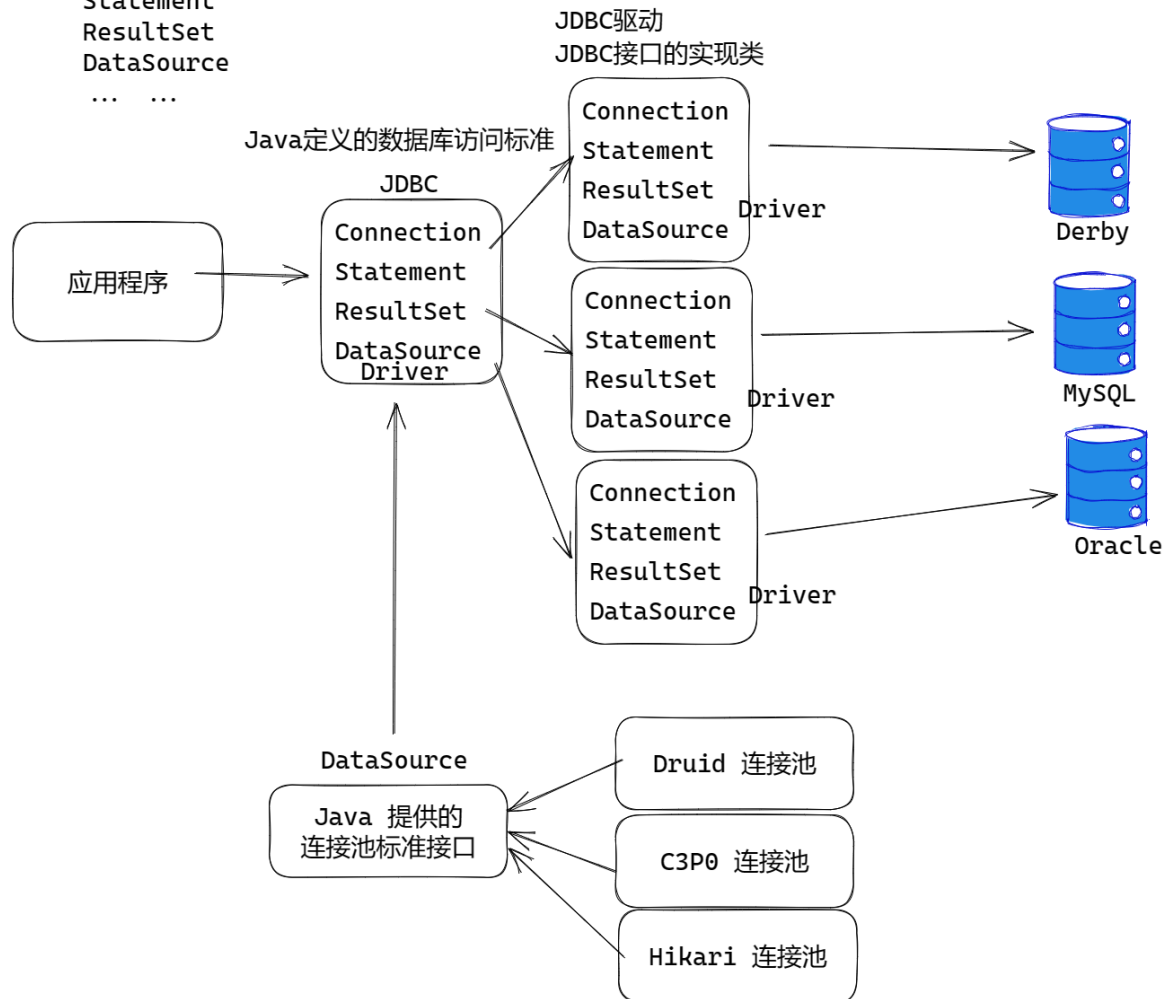 Statement
ResultSet
DataSource
... ...
JDBC驱动
JDBC接口的实现类
Java定义的数据库访问标准
JDBC
应用程序
Connection
Statement
ResultSet
DataSource
Driver
Connection
Statement
ResultSet
DataSource
Driver
Derby
Connection
Statement
ResultSet
DataSource
Driver
MySQL
Connection
Statement
ResultSet
DataSource
Driver
Oracle
DataSource
Java 提供的
连接池标准接口
Druid 连接池
C3P0 连接池
Hikari 连接池